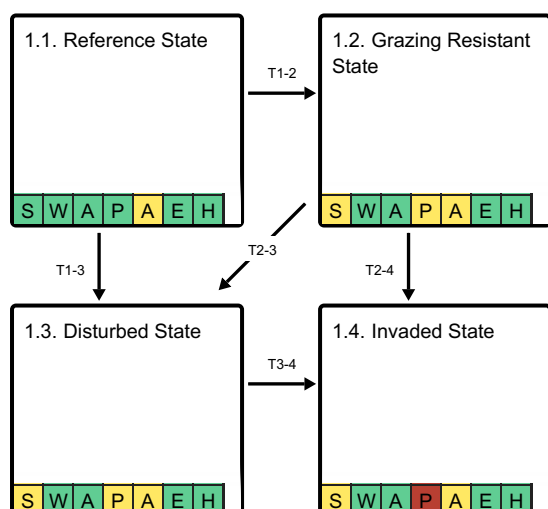 1.1. Reference State
T1-2
1.2. Grazing Resistant
State
S W A P A E H
S W A P A E H
T1-3
T2-3
T2-4
1.3. Disturbed State
T3-4
1.4. Invaded State
S W A P A E H
S W A P A E H